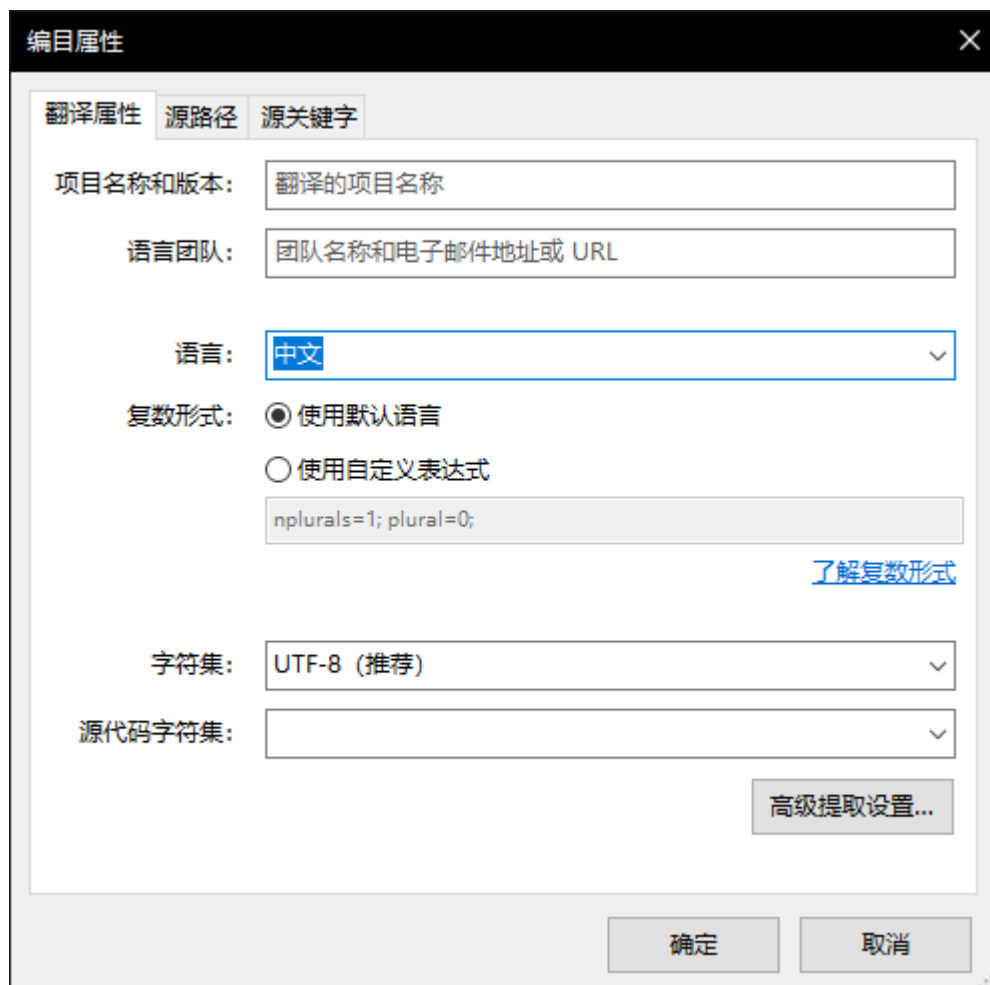 编目属性
翻译属性 源路径 源关键字
项目名称和版本: 翻译的项目名称
语言团队: 团队名称和电子邮件地址或 URL
语言: 中文
复数形式: 使用默认语言
使用自定义表达式
nplurals=1; plural=0;
了解复数形式
字符集: UTF-8（推荐）
源代码字符集:
高级提取设置...
确定 取消